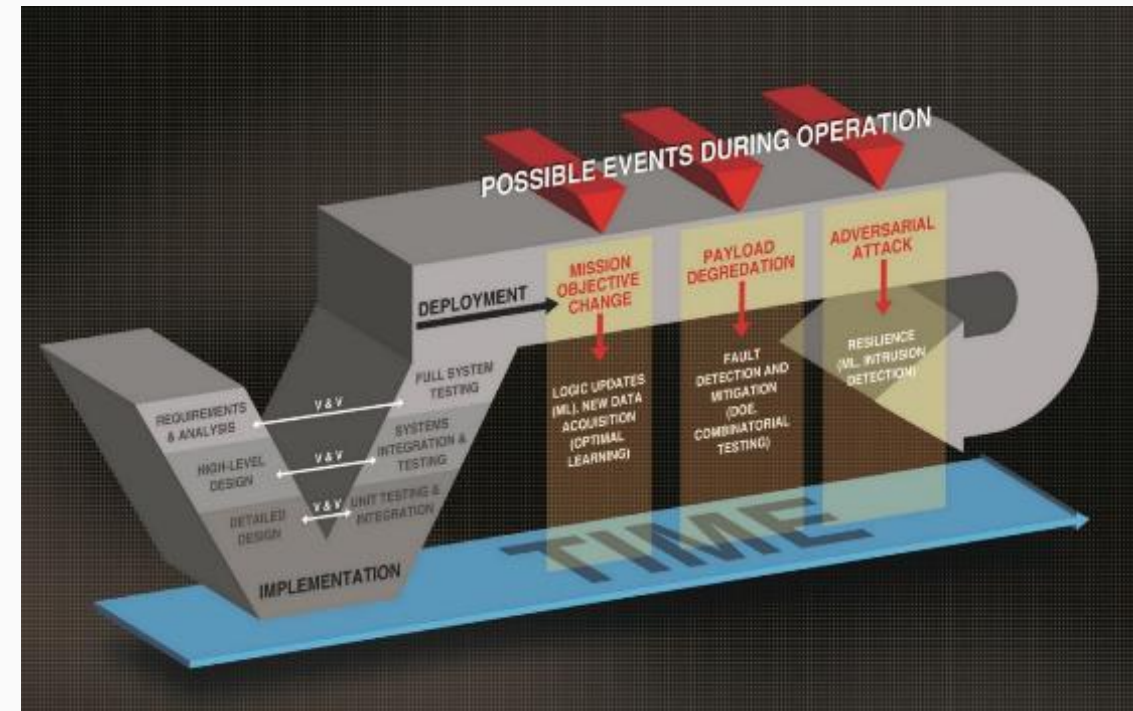 POSSIBLE EVENTS DURING OPERATION
DEPLOYMENT
MISSION
OBJECTIVE
CHANGE
PAYLOAD
DEGREDATION
ADVERSARIAL
ATTACK
LOGIC UPDATES
(ML), NEW DATA
ACQUISITION
(OPTIMAL
LEARNING)
FAULT
DETECTION AND
MITIGATION
(DOE,
COMBINATORIAL
TESTING)
RESILIENCE
(ML, INTRUSION
DETECTION)
REQUIREMENTS
& ANALYSIS
V & V
FULL SYSTEM
TESTING
HIGH-LEVEL
DESIGN
V & V
SYSTEMS
INTEGRATION &
TESTING
DETAILED
DESIGN
V & V
UNIT TESTING &
INTEGRATION
IMPLEMENTATION
TIME